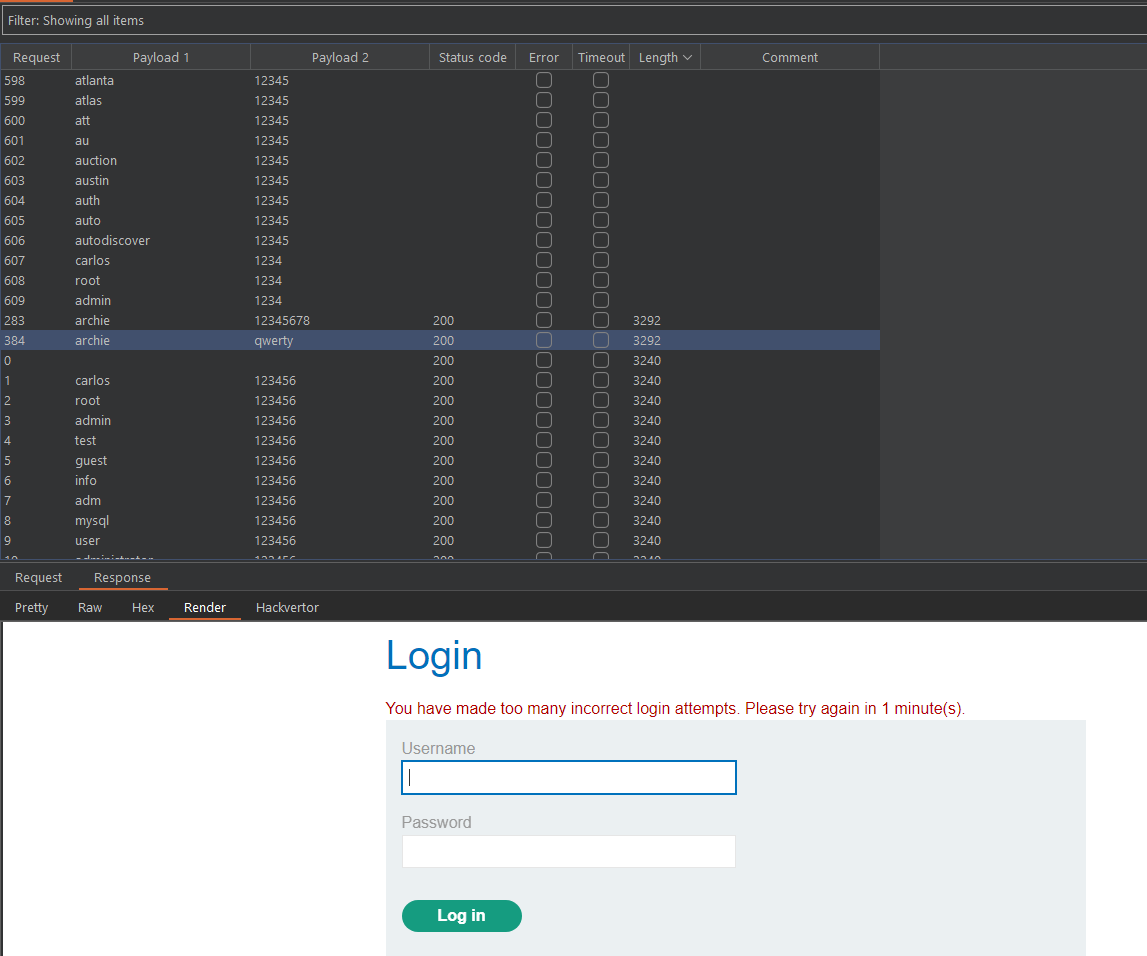 Filter: Showing all items
Request Payload 1 Payload 2 Status code Error Timeout Length Comment
598 atlanta 12345
599 atlas 12345
600 att 12345
601 au 12345
602 auction 12345
603 austin 12345
604 auth 12345
605 auto 12345
606 autodiscover 12345
607 carlos 1234
608 root 1234
609 admin 1234
283 archie 12345678 200 3292
384 archie qwerty 200 3292
0 200 3240
1 carlos 123456 200 3240
2 root 123456 200 3240
3 admin 123456 200 3240
4 test 123456 200 3240
5 guest 123456 200 3240
6 info 123456 200 3240
7 adm 123456 200 3240
8 mysql 123456 200 3240
9 user 123456 200 3240
10 administrator 123456 200 3240
Request Response
Pretty Raw Hex Render Hackvertor
Login
You have made too many incorrect login attempts. Please try again in 1 minute(s).
Username
Password
Log in